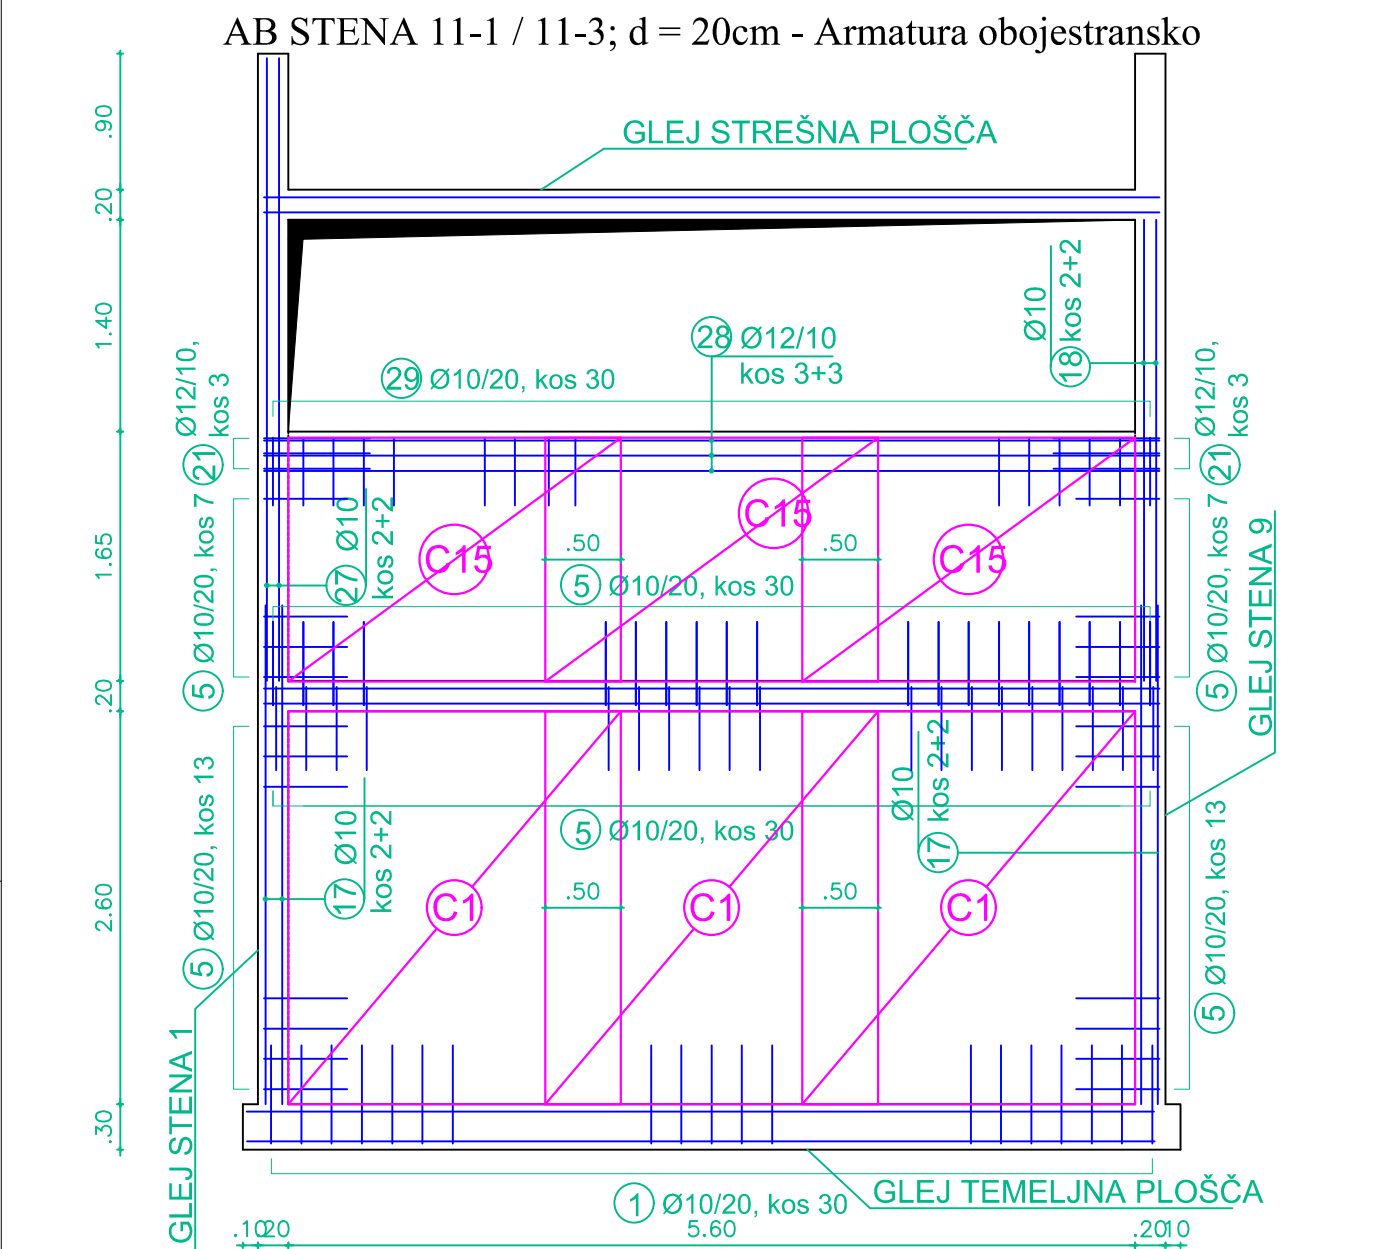 AB STENA 11-1 / 11-3; d = 20cm - Armatura obojestransko
.90
GLEJ STREŠNA PLOŠČA
.20
1.40
Ø10
kos 2+2
18
28 Ø12/10
kos 3+3
29 Ø10/20, kos 30
Ø12/10,
kos 3
21
Ø12/10,
kos 3
21
1.65
5 Ø10/20, kos 7
27 Ø10
kos 2+2
C15
C15
C15
.50
.50
5 Ø10/20, kos 30
5 Ø10/20, kos 7
GLEJ STENA 9
.20
5 Ø10/20, kos 13
17 Ø10
kos 2+2
5 Ø10/20, kos 30
Ø10
17 kos 2+2
5 Ø10/20, kos 13
2.60
C1
C1
C1
.50
.50
GLEJ STENA 1
.30
1 Ø10/20, kos 30
GLEJ TEMELJNA PLOŠČA
.10
.20
5.60
.20
.10